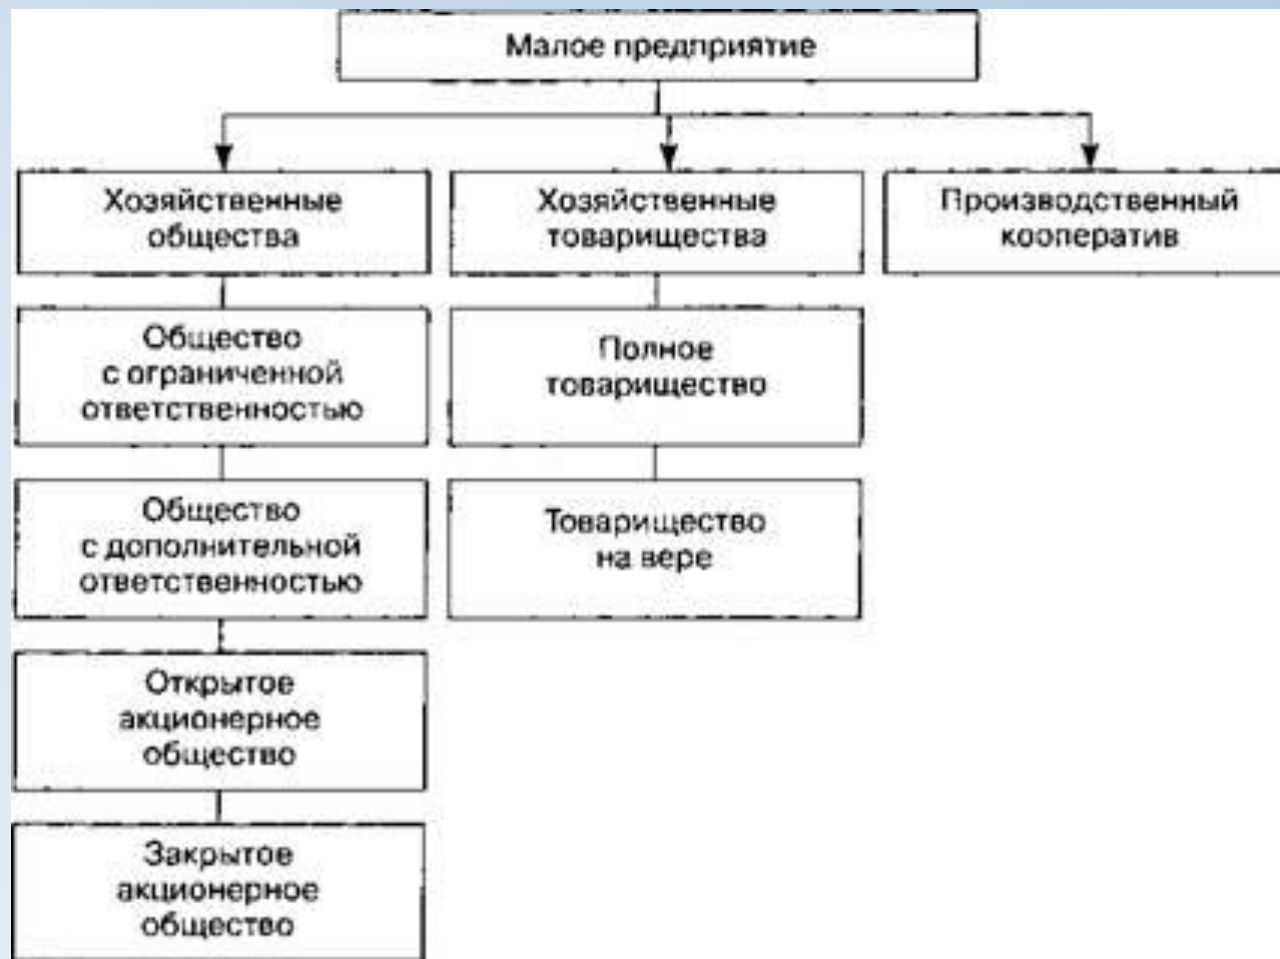 Малое предприятие
Хозяйственные
общества
Хозяйственные
товарищества
Производственный
кооператив
Общество
с ограниченной
ответственностью
Полное
товарищество
Общество
с дополнительной
ответственностью
Товарищество
на вере
Открытое
акционерное
общество
Закрытое
акционерное
общество